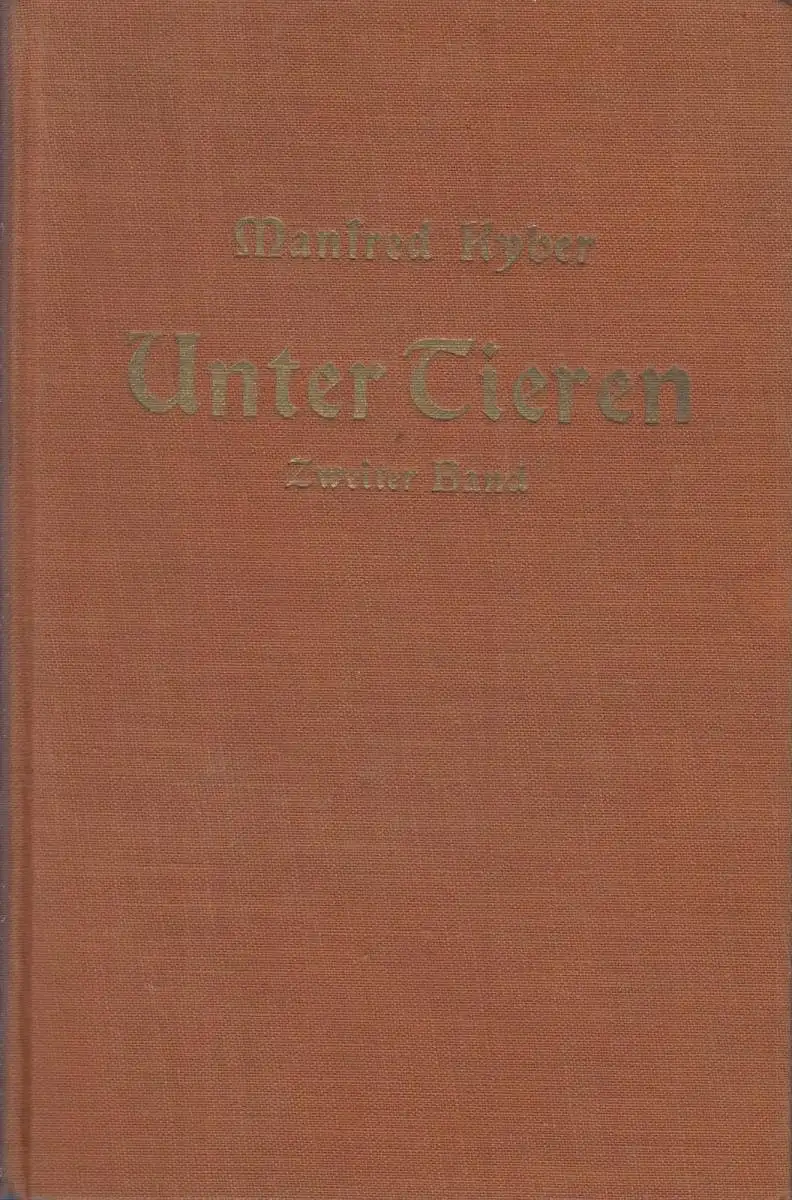 Manfred Kyber
Unter Tieren
Zweiter Band